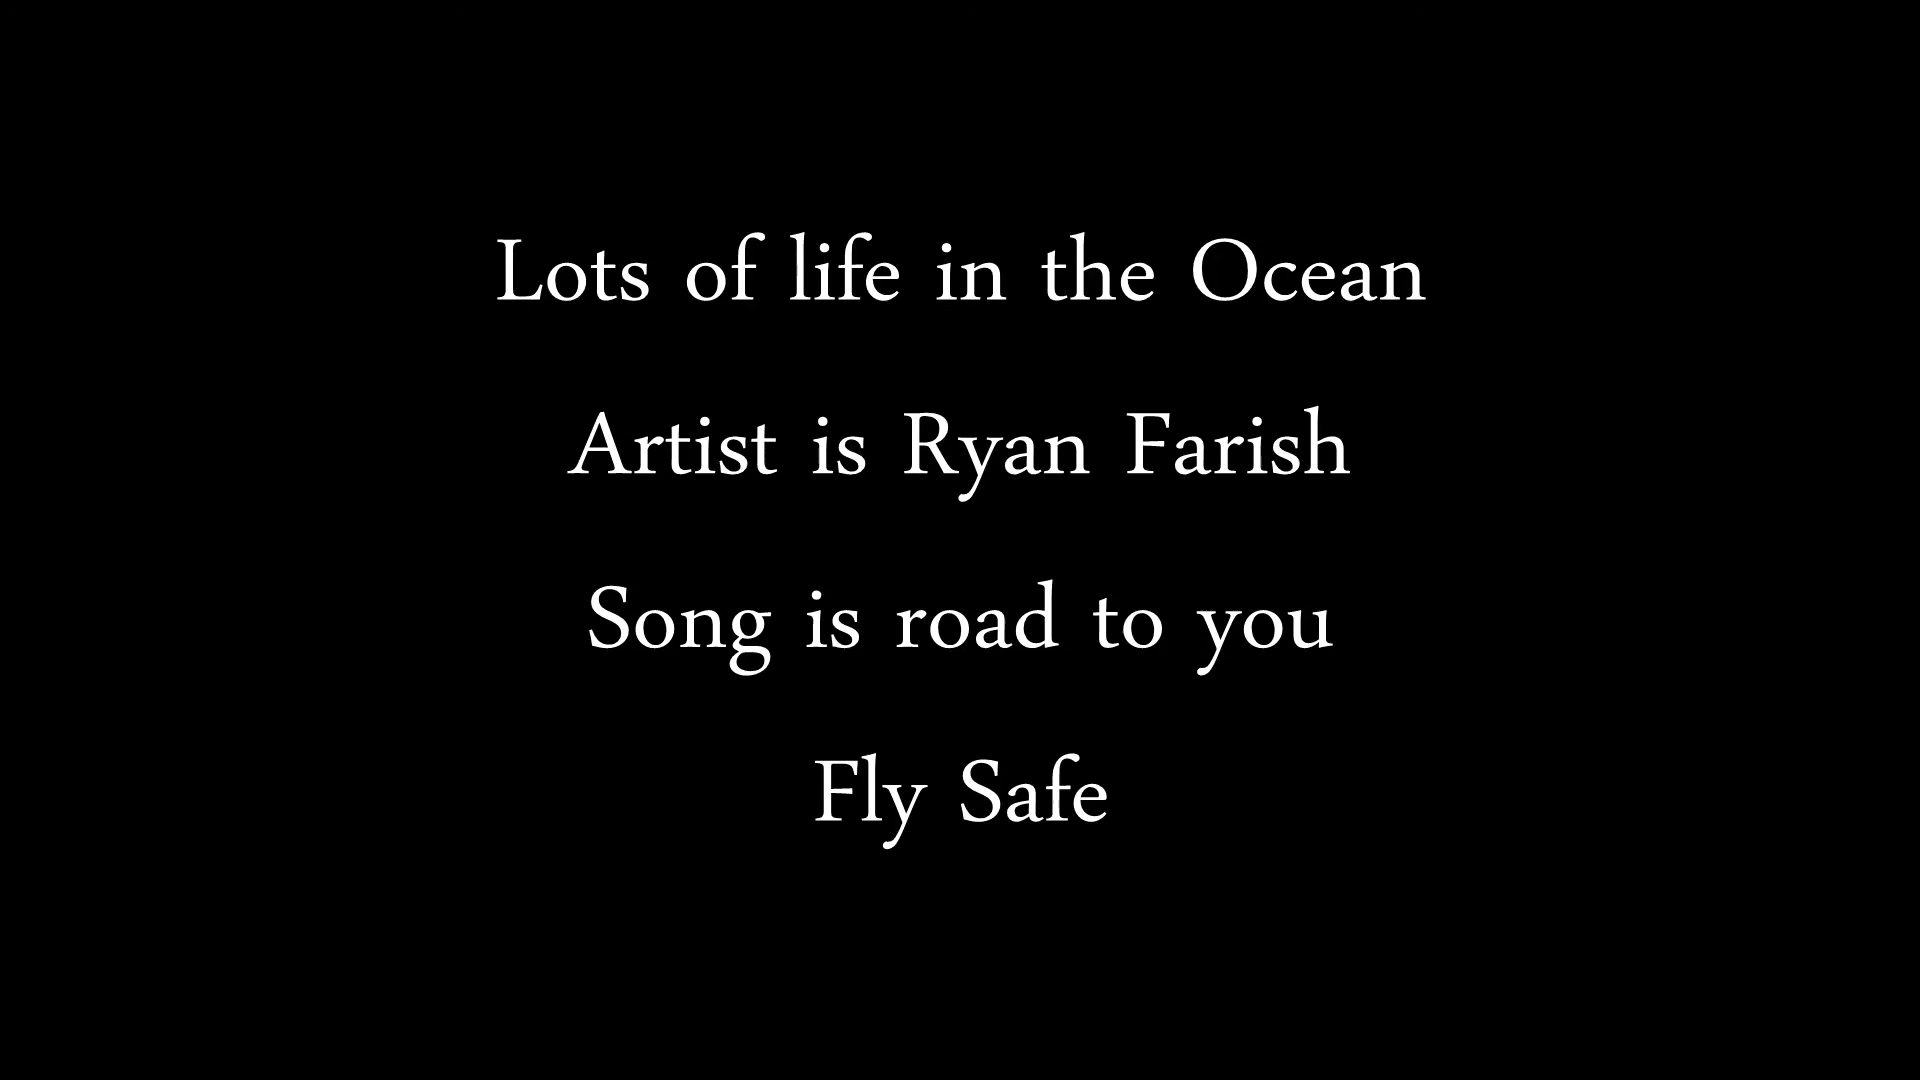 Lots of life in the Ocean
Artist is Ryan Farish
Song is road to you
Fly Safe